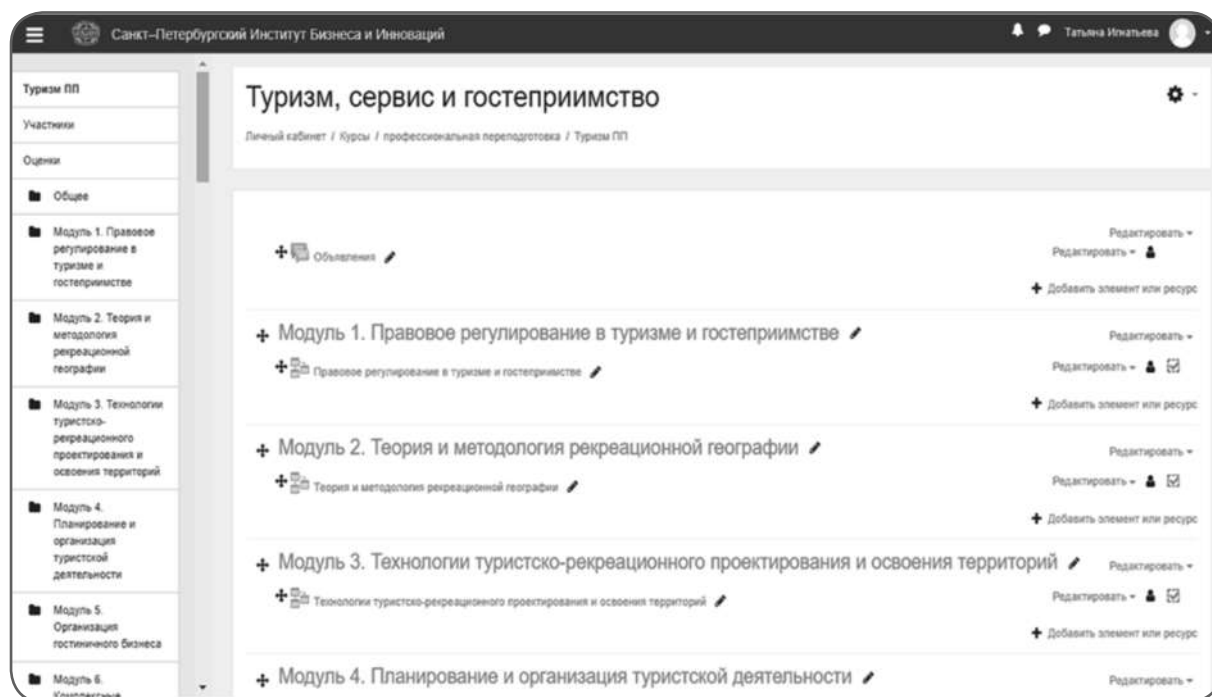 Санкт–Петербургский Институт Бизнеса и Инноваций
Татьяна Игнатьева
Туризм ПП
Участники
Оценки
Общее
Модуль 1. Правовое
регулирование в
туризме и
гостеприимстве
Модуль 2. Теория и
методология
рекреационной
географии
Модуль 3. Технологии
туристско-
рекреационного
проектирования и
освоения территорий
Модуль 4.
Планирование и
организация
туристской
деятельности
Модуль 5.
Организация
гостиничного бизнеса
Модуль 6.
Комплексные
Туризм, сервис и гостеприимство
Личный кабинет / Курсы / профессиональная переподготовка / Туризм ПП
Редактировать
Объявления Редактировать
Добавить элемент или ресурс
Модуль 1. Правовое регулирование в туризме и гостеприимстве Редактировать
Правовое регулирование в туризме и гостеприимстве Редактировать
Добавить элемент или ресурс
Модуль 2. Теория и методология рекреационной географии Редактировать
Теория и методология рекреационной географии Редактировать
Добавить элемент или ресурс
Модуль 3. Технологии туристско-рекреационного проектирования и освоения территорий Редактировать
Технологии туристско-рекреационного проектирования и освоения территорий Редактировать
Добавить элемент или ресурс
Модуль 4. Планирование и организация туристской деятельности Редактировать